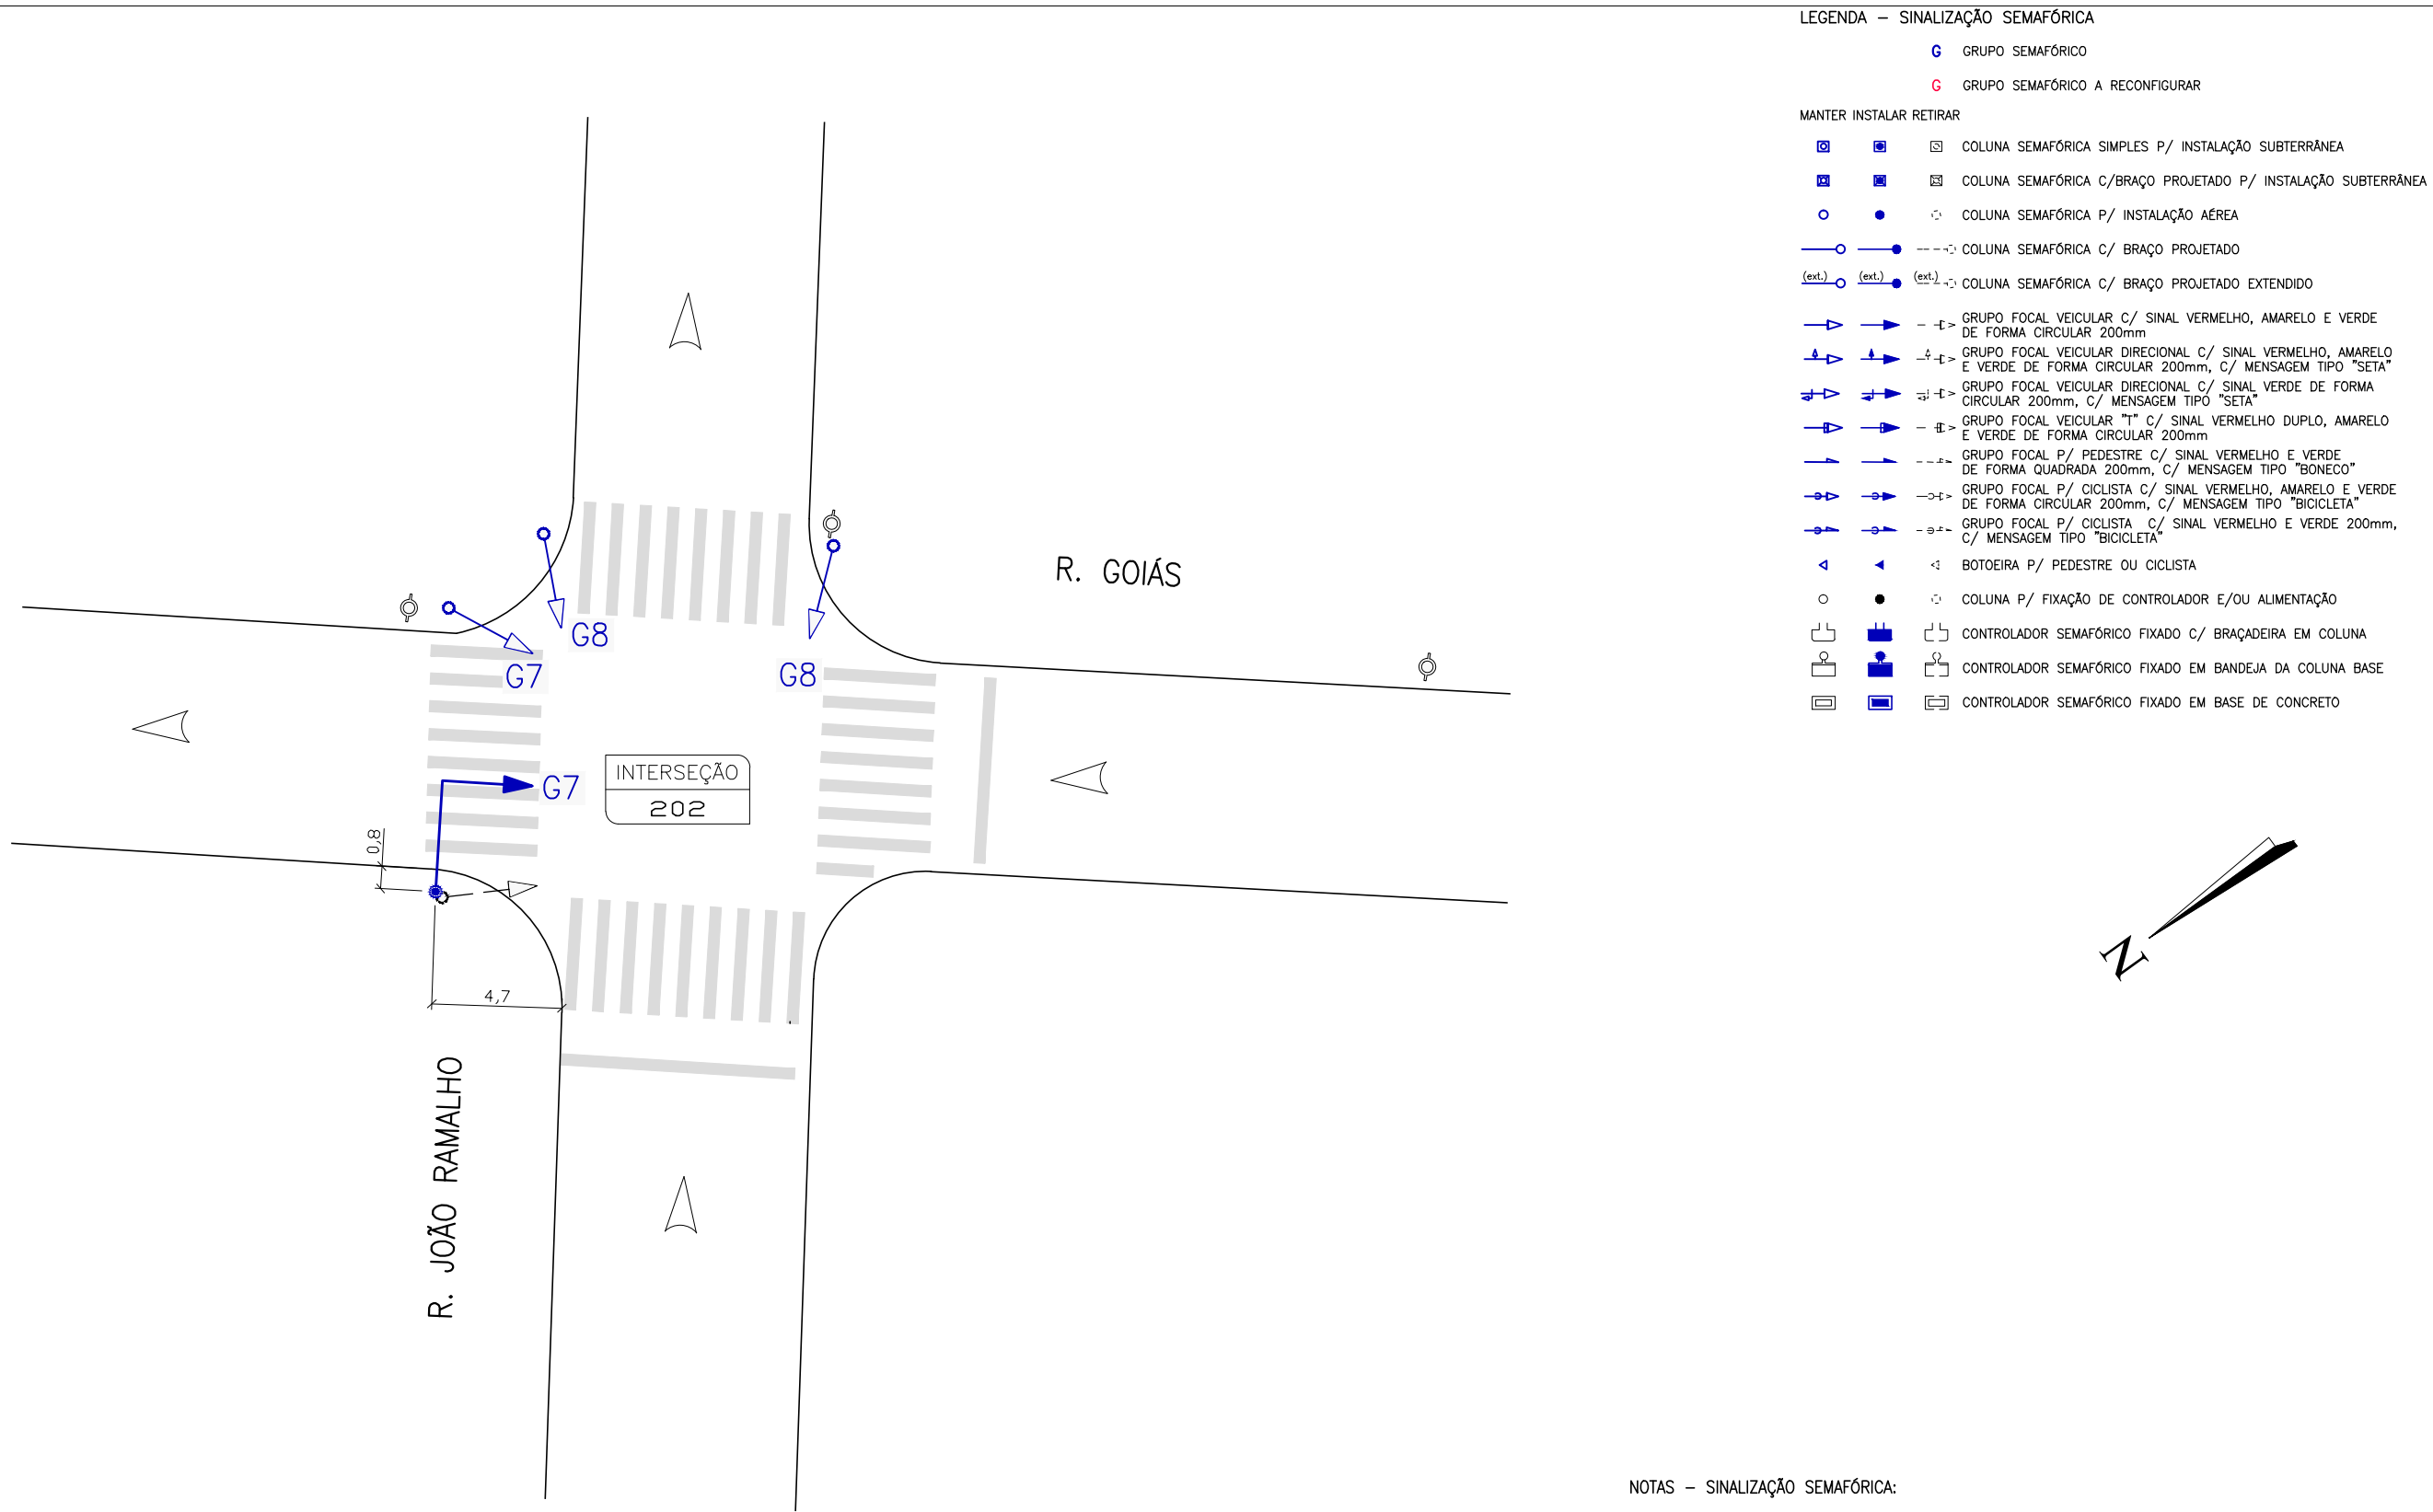 LEGENDA – SINALIZAÇÃO SEMAFÓRICA
G GRUPO SEMAFÓRICO
G GRUPO SEMAFÓRICO A RECONFIGURAR
MANTER INSTALAR RETIRAR
COLUNA SEMAFÓRICA SIMPLES P/ INSTALAÇÃO SUBTERRÂNEA
COLUNA SEMAFÓRICA C/BRAÇO PROJETADO P/ INSTALAÇÃO SUBTERRÂNEA
COLUNA SEMAFÓRICA P/ INSTALAÇÃO AÉREA
COLUNA SEMAFÓRICA C/ BRAÇO PROJETADO
(ext.) (ext.) (ext.) COLUNA SEMAFÓRICA C/ BRAÇO PROJETADO EXTENDIDO
GRUPO FOCAL VEICULAR C/ SINAL VERMELHO, AMARELO E VERDE
DE FORMA CIRCULAR 200mm
GRUPO FOCAL VEICULAR DIRECIONAL C/ SINAL VERMELHO, AMARELO
E VERDE DE FORMA CIRCULAR 200mm, C/ MENSAGEM TIPO "SETA"
GRUPO FOCAL VEICULAR DIRECIONAL C/ SINAL VERDE DE FORMA
CIRCULAR 200mm, C/ MENSAGEM TIPO "SETA"
GRUPO FOCAL VEICULAR "T" C/ SINAL VERMELHO DUPLO, AMARELO
E VERDE DE FORMA CIRCULAR 200mm
GRUPO FOCAL P/ PEDESTRE C/ SINAL VERMELHO E VERDE
DE FORMA QUADRADA 200mm, C/ MENSAGEM TIPO "BONECO"
GRUPO FOCAL P/ CICLISTA C/ SINAL VERMELHO, AMARELO E VERDE
DE FORMA CIRCULAR 200mm, C/ MENSAGEM TIPO "BICICLETA"
GRUPO FOCAL P/ CICLISTA C/ SINAL VERMELHO E VERDE 200mm,
C/ MENSAGEM TIPO "BICICLETA"
BOTOEIRA P/ PEDESTRE OU CICLISTA
COLUNA P/ FIXAÇÃO DE CONTROLADOR E/OU ALIMENTAÇÃO
CONTROLADOR SEMAFÓRICO FIXADO C/ BRAÇADEIRA EM COLUNA
CONTROLADOR SEMAFÓRICO FIXADO EM BANDEJA DA COLUNA BASE
CONTROLADOR SEMAFÓRICO FIXADO EM BASE DE CONCRETO
R. GOIÁS
G8
G7
G8
INTERSEÇÃO
202
G7
0,8
4,7
R. JOÃO RAMALHO
N
NOTAS – SINALIZAÇÃO SEMAFÓRICA: